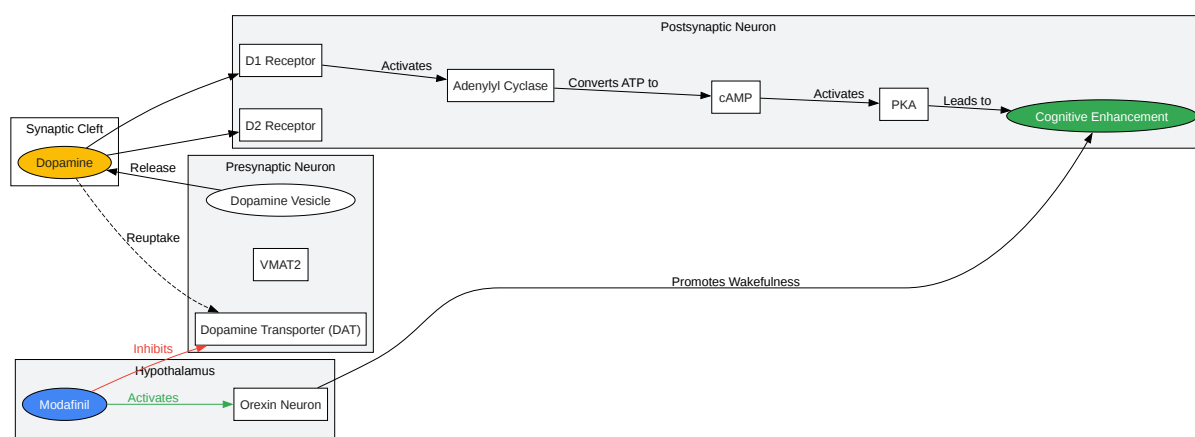 Postsynaptic Neuron
D1 Receptor
Activates
Adenylyl Cyclase
Converts ATP to
cAMP
Activates
PKA
Leads to
Cognitive Enhancement
D2 Receptor
Synaptic Cleft
Dopamine
Release
Presynaptic Neuron
Dopamine Vesicle
Reuptake
VMAT2
Promotes Wakefulness
Dopamine Transporter (DAT)
Inhibits
Hypothalamus
Modafinil
Activates
Orexin Neuron